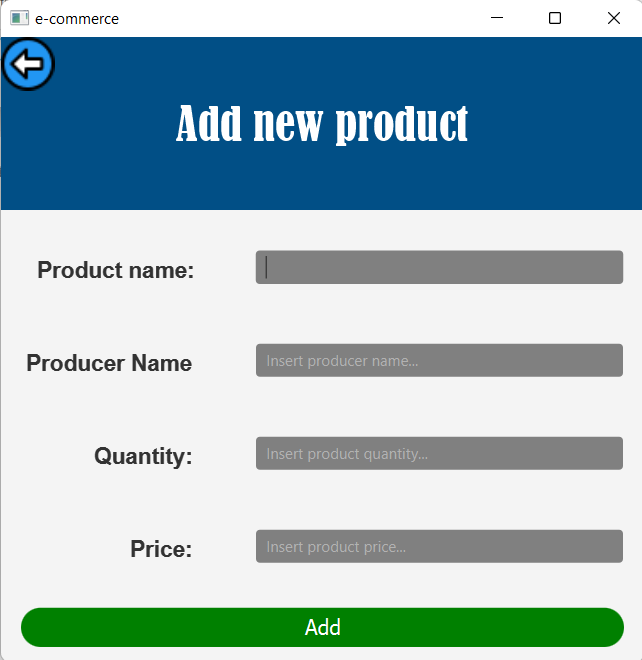 e-commerce
Add new product
Product name:
Producer Name
Insert producer name...
Quantity:
Insert product quantity...
Price:
Insert product price...
Add